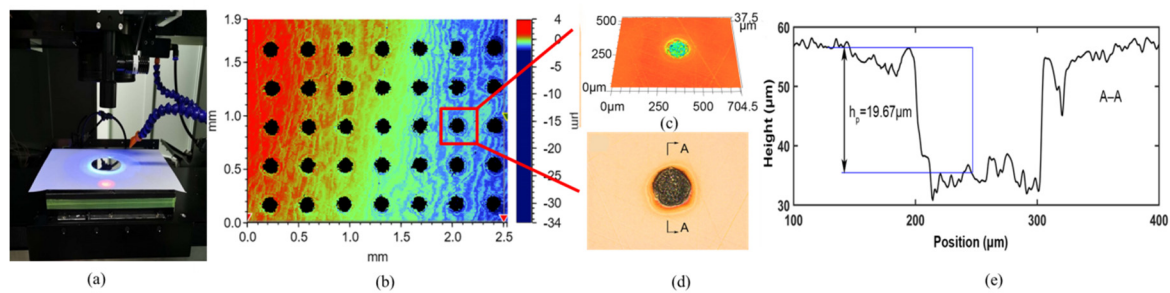 1.9
1.5
1.0
0.5
0.0
mm
0.0
0.5
1.0
1.5
2.0
2.5
mm
4
0
-5
-10
-15
-20
-25
-30
-34
μm
500
250
0μm
0μm
250
500
704.5
37.5
μm
A
A
60
50
40
30
Height (μm)
hp=19.67μm
A–A
100
200
300
400
Position (μm)
(a)
(b)
(c)
(d)
(e)